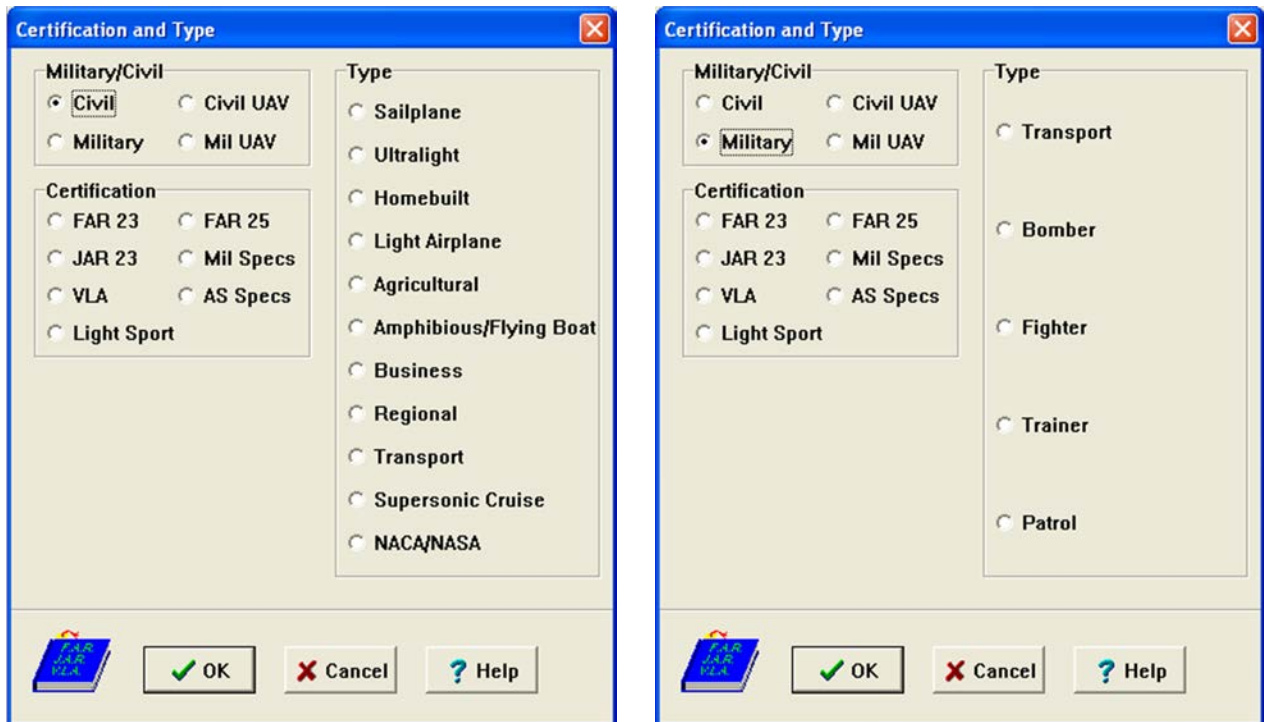 Certification and Type
Military/Civil
Civil
Civil UAV
Military
Mil UAV
Certification
FAR 23
FAR 25
JAR 23
Mil Specs
VLA
AS Specs
Light Sport
Type
Sailplane
Ultralight
Homebuilt
Light Airplane
Agricultural
Amphibious/Flying Boat
Business
Regional
Transport
Supersonic Cruise
NACA/NASA
F.A.R.
J.A.R.
V.L.A.
OK
Cancel
Help
Certification and Type
Military/Civil
Civil
Civil UAV
Military
Mil UAV
Certification
FAR 23
FAR 25
JAR 23
Mil Specs
VLA
AS Specs
Light Sport
Type
Transport
Bomber
Fighter
Trainer
Patrol
F.A.R.
J.A.R.
V.L.A.
OK
Cancel
Help